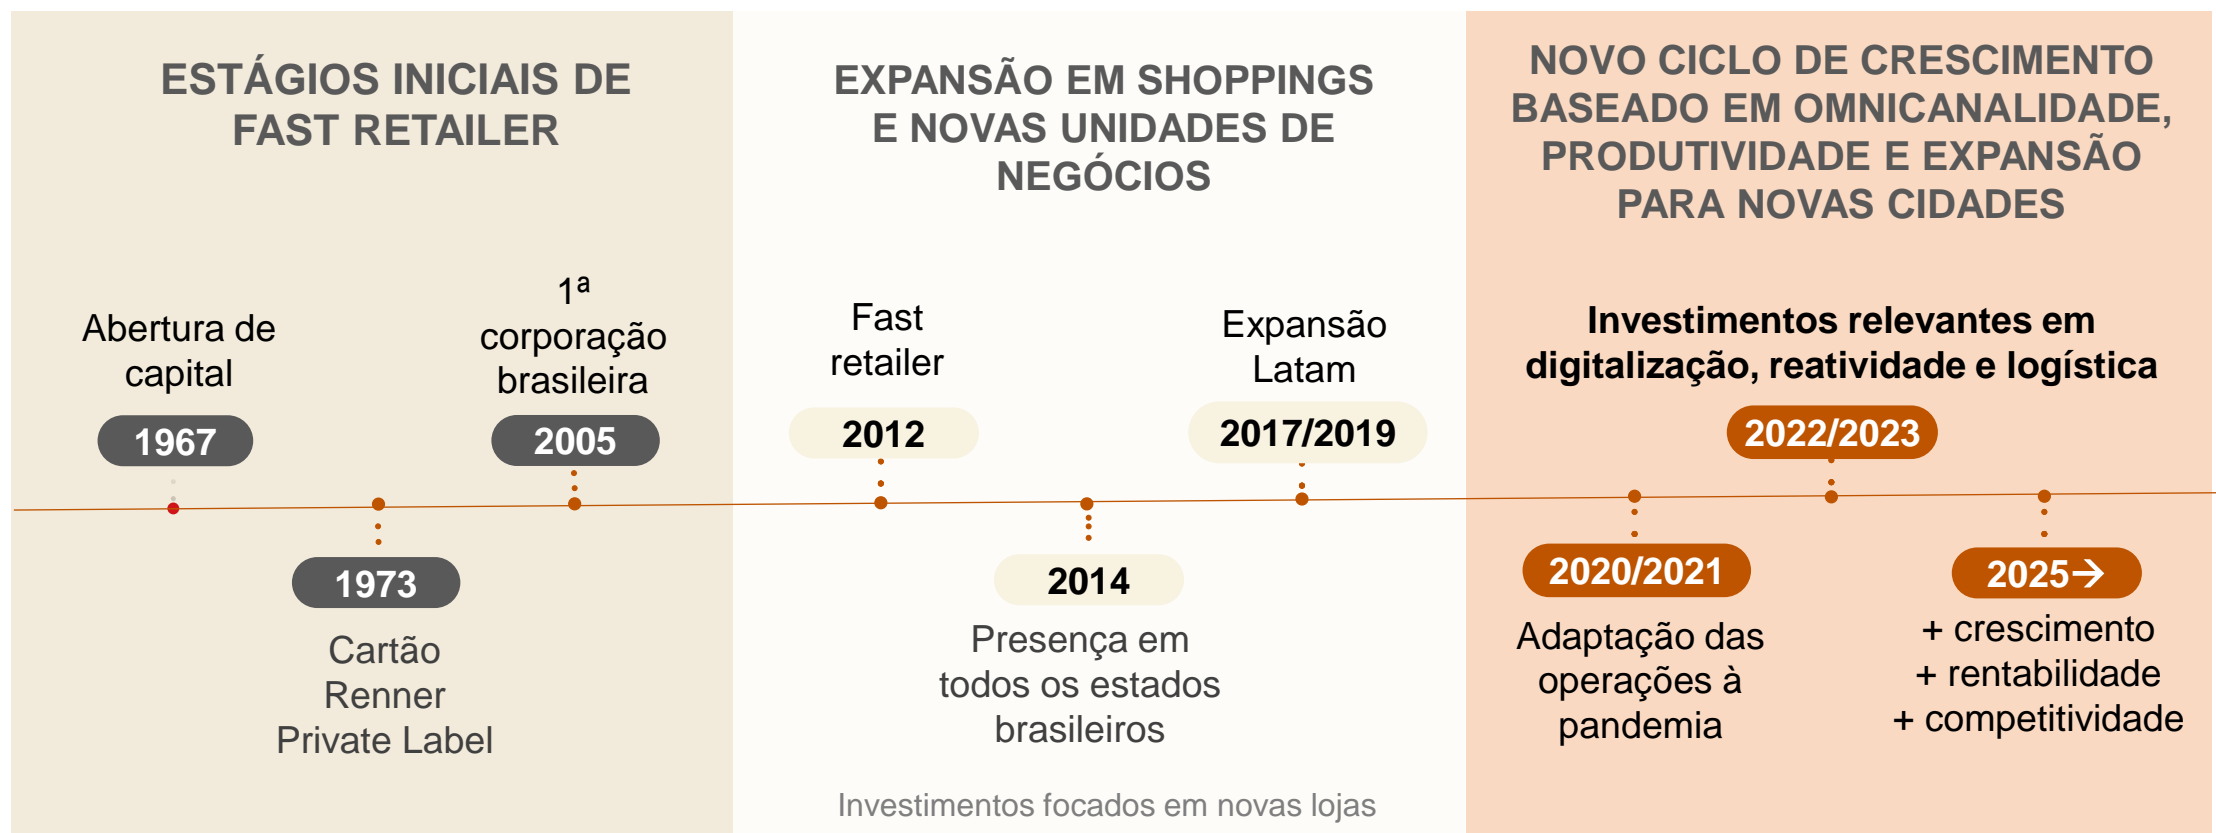 ESTÁGIOS INICIAIS DE
FAST RETAILER
Abertura de
capital
1967
1973
Cartão
Renner
Private Label
1ª
corporação
brasileira
2005
EXPANSÃO EM SHOPPINGS
E NOVAS UNIDADES DE
NEGÓCIOS
Fast
retailer
2012
2014
Presença em
todos os estados
brasileiros
Expansão
Latam
2017/2019
Investimentos focados em novas lojas
NOVO CICLO DE CRESCIMENTO
BASEADO EM OMNICANALIDADE,
PRODUTIVIDADE E EXPANSÃO
PARA NOVAS CIDADES
Investimentos relevantes em
digitalização, reatividade e logística
2022/2023
2020/2021
Adaptação das
operações à
pandemia
2025→
+ crescimento
+ rentabilidade
+ competitividade